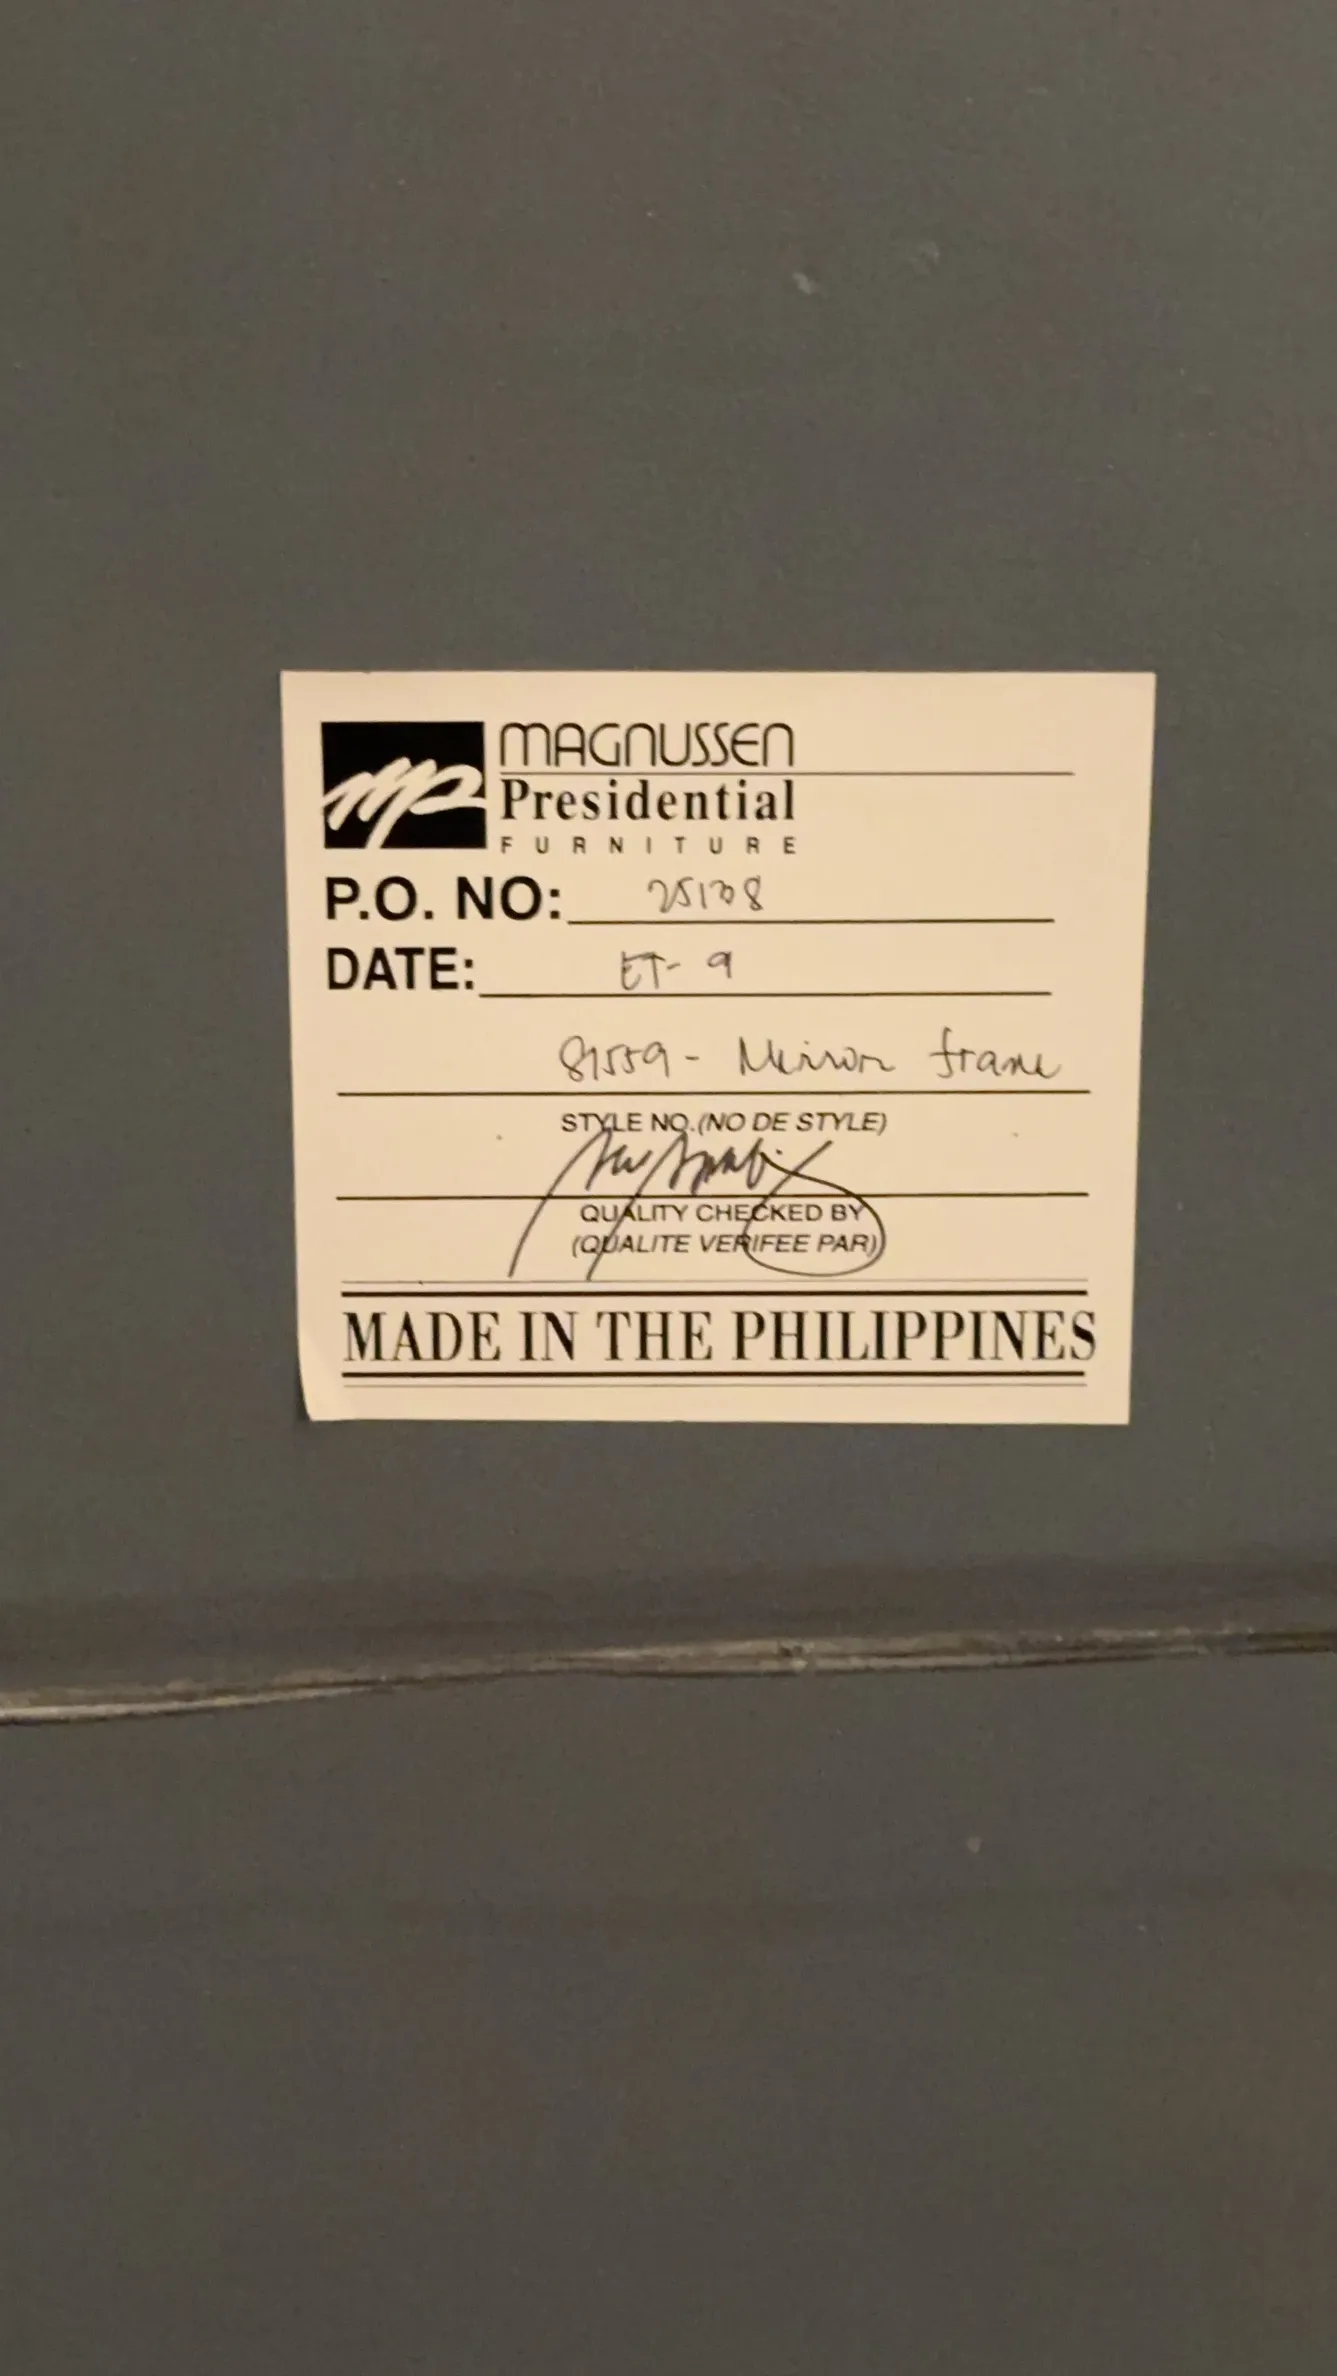 MAGNUSSEN
Presidential
FURNITURE
P.O. NO: 25138
DATE: ET- 9
81559 - Mirror frame
STYLE NO. (NO DE STYLE)
QUALITY CHECKED BY
(QUALITE VERIFEE PAR)
MADE IN THE PHILIPPINES